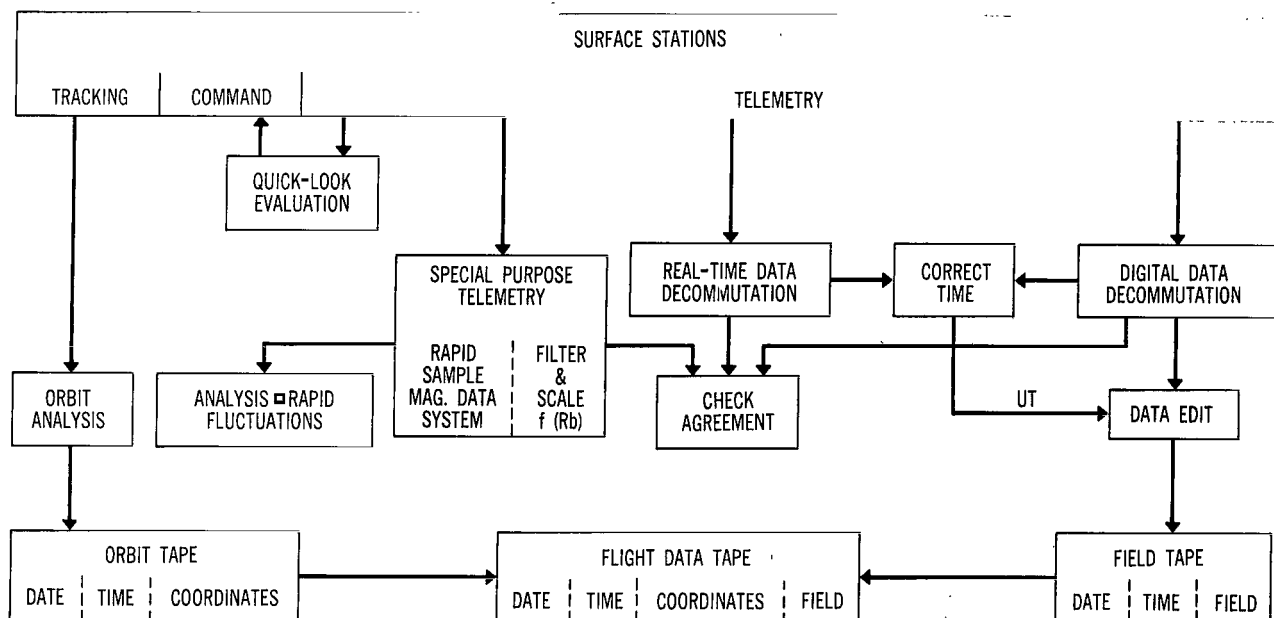 SURFACE STATIONS
TRACKING
COMMAND
TELEMETRY
QUICK-LOOK
EVALUATION
SPECIAL PURPOSE
TELEMETRY
RAPID
SAMPLE
MAG. DATA
SYSTEM
FILTER
&
SCALE
f (Rb)
REAL-TIME DATA
DECOMMUTATION
CORRECT
TIME
DIGITAL DATA
DECOMMUTATION
ORBIT
ANALYSIS
ANALYSIS RAPID
FLUCTUATIONS
CHECK
AGREEMENT
UT
DATA EDIT
ORBIT TAPE
DATE TIME COORDINATES
FLIGHT DATA TAPE
DATE TIME COORDINATES FIELD
FIELD TAPE
DATE TIME FIELD